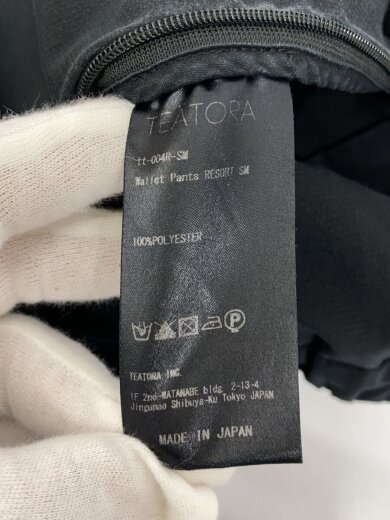 TEATORA
tt-004R-SM
Wallet Pants RESORT SM
100%POLYESTER
TEATORA INC.
1F 2nd-WATANABE bldg. 2-13-4
Jingumae Shibuya-Ku Tokyo JAPAN
MADE IN JAPAN